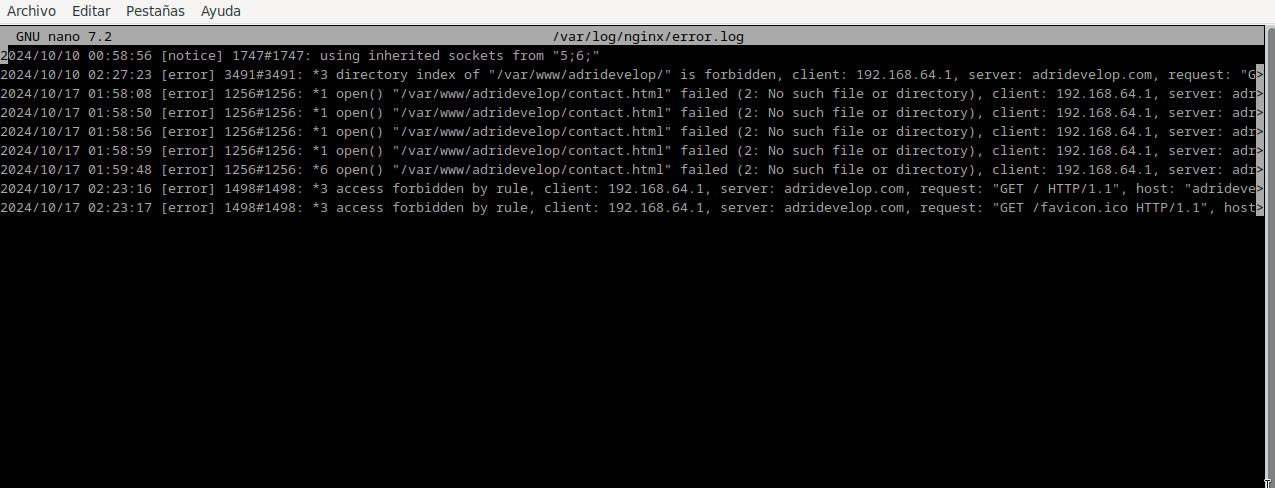 Archivo Editar Pestañas Ayuda
GNU nano 7.2 /var/log/nginx/error.log
2024/10/10 00:58:56 [notice] 1747#1747: using inherited sockets from "5;6;"
2024/10/10 02:27:23 [error] 3491#3491: *3 directory index of "/var/www/adridevelop/" is forbidden, client: 192.168.64.1, server: adridevelop.com, request: "G>
2024/10/17 01:58:08 [error] 1256#1256: *1 open() "/var/www/adridevelop/contact.html" failed (2: No such file or directory), client: 192.168.64.1, server: adr>
2024/10/17 01:58:50 [error] 1256#1256: *1 open() "/var/www/adridevelop/contact.html" failed (2: No such file or directory), client: 192.168.64.1, server: adr>
2024/10/17 01:58:56 [error] 1256#1256: *1 open() "/var/www/adridevelop/contact.html" failed (2: No such file or directory), client: 192.168.64.1, server: adr>
2024/10/17 01:58:59 [error] 1256#1256: *1 open() "/var/www/adridevelop/contact.html" failed (2: No such file or directory), client: 192.168.64.1, server: adr>
2024/10/17 01:59:48 [error] 1256#1256: *6 open() "/var/www/adridevelop/contact.html" failed (2: No such file or directory), client: 192.168.64.1, server: adr>
2024/10/17 02:23:16 [error] 1498#1498: *3 access forbidden by rule, client: 192.168.64.1, server: adridevelop.com, request: "GET / HTTP/1.1", host: "adrideve>
2024/10/17 02:23:17 [error] 1498#1498: *3 access forbidden by rule, client: 192.168.64.1, server: adridevelop.com, request: "GET /favicon.ico HTTP/1.1", host>